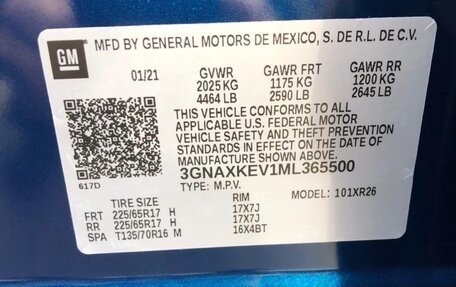 GM
MFD BY GENERAL MOTORS DE MEXICO, S. DE R.L. DE C.V.
01/21 GVWR GAWR FRT GAWR RR
2025 KG 1175 KG 1200 KG
4464 LB 2590 LB 2645 LB
THIS VEHICLE CONFORMS TO ALL
APPLICABLE U.S. FEDERAL MOTOR
VEHICLE SAFETY AND THEFT PREVENTION
STANDARDS IN EFFECT ON THE DATE OF
MANUFACTURE SHOWN ABOVE.
3GNAXKEV1ML365500
617D TYPE: M.P.V. 101XR26
TIRE SIZE RIM
FRT 225/65R17 H 17X7J
RR 225/65R17 H 17X7J
SPA T135/70R16 M 16X4BT